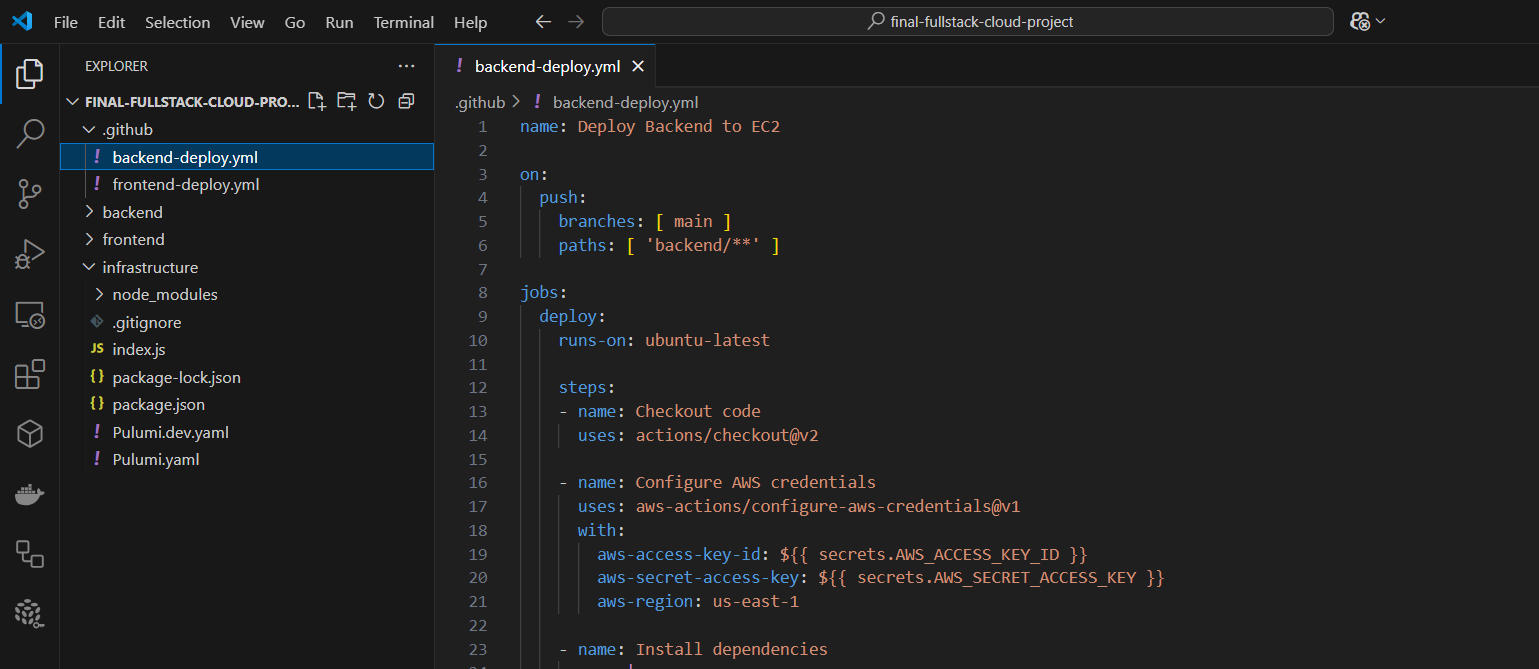 File Edit Selection View Go Run Terminal Help final-fullstack-cloud-project
EXPLORER ...
FINAL-FULLSTACK-CLOUD-PRO...
.github
! backend-deploy.yml
! frontend-deploy.yml
backend
frontend
infrastructure
node_modules
.gitignore
JS index.js
{} package-lock.json
{} package.json
! Pulumi.dev.yaml
! Pulumi.yaml
! backend-deploy.yml
.github > ! backend-deploy.yml
1 name: Deploy Backend to EC2
2
3 on:
4   push:
5     branches: [ main ]
6     paths: [ 'backend/**' ]
7
8 jobs:
9   deploy:
10     runs-on: ubuntu-latest
11
12     steps:
13     - name: Checkout code
14       uses: actions/checkout@v2
15
16     - name: Configure AWS credentials
17       uses: aws-actions/configure-aws-credentials@v1
18       with:
19         aws-access-key-id: ${{ secrets.AWS_ACCESS_KEY_ID }}
20         aws-secret-access-key: ${{ secrets.AWS_SECRET_ACCESS_KEY }}
21         aws-region: us-east-1
22
23     - name: Install dependencies